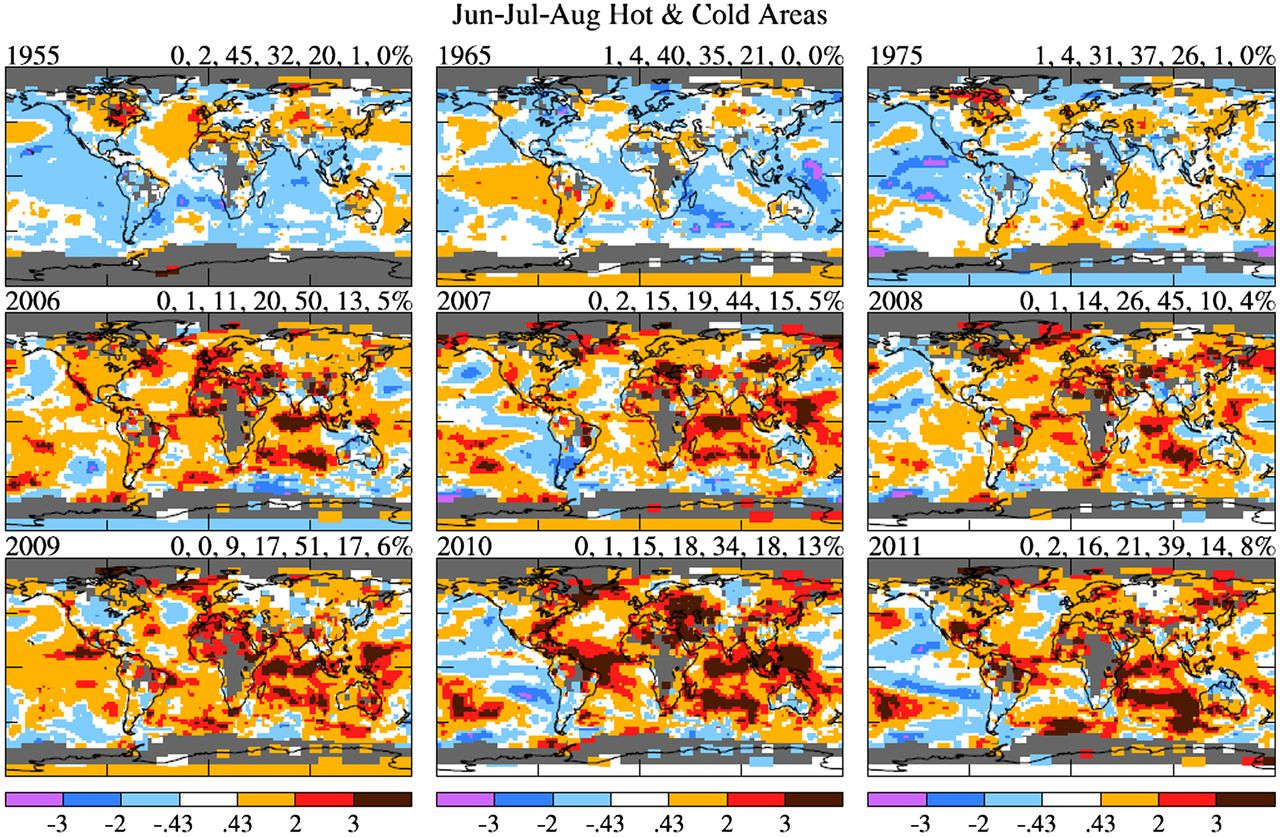 Jun-Jul-Aug Hot & Cold Areas
1955 0, 2, 45, 32, 20, 1, 0% 1965 1, 4, 40, 35, 21, 0, 0% 1975 1, 4, 31, 37, 26, 1, 0%
2006 0, 1, 11, 20, 50, 13, 5% 2007 0, 2, 15, 19, 44, 15, 5% 2008 0, 1, 14, 26, 45, 10, 4%
2009 0, 0, 9, 17, 51, 17, 6% 2010 0, 1, 15, 18, 34, 18, 13% 2011 0, 2, 16, 21, 39, 14, 8%
-3 -2 -.43 .43 2 3 -3 -2 -.43 .43 2 3 -3 -2 -.43 .43 2 3